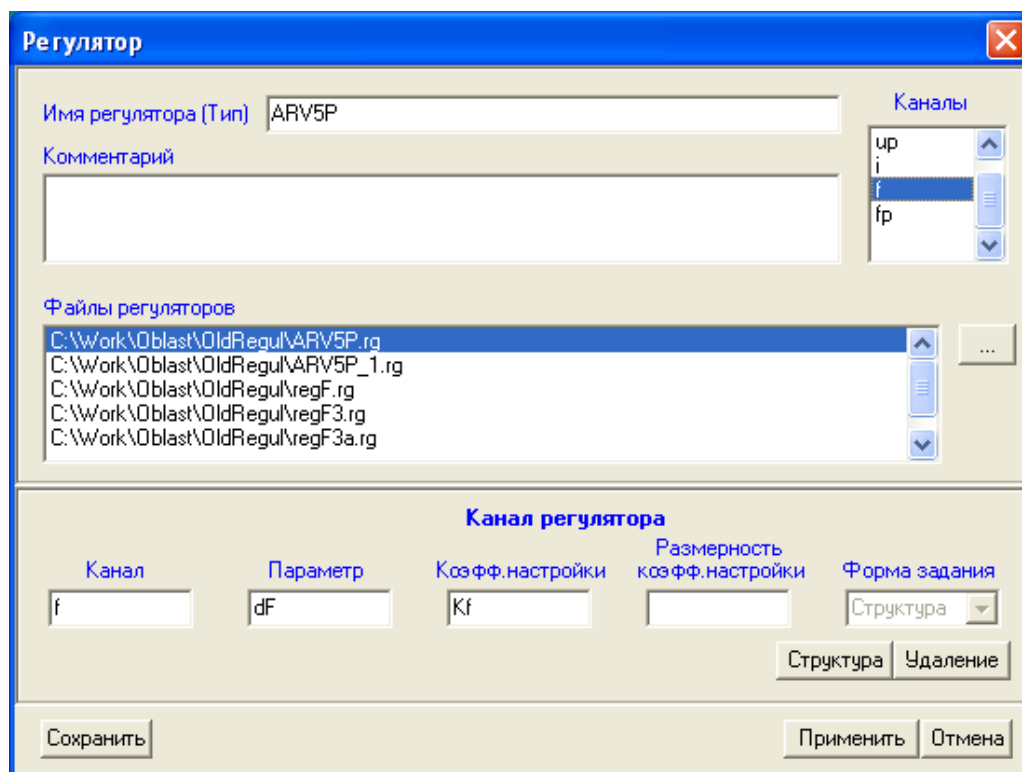 Регулятор
Имя регулятора (Тип) ARV5P
Каналы
up
i
f
fp
Комментарий
Файлы регуляторов
C:\Work\Oblast\OldRegul\ARV5P.rg
C:\Work\Oblast\OldRegul\ARV5P_1.rg
C:\Work\Oblast\OldRegul\regF.rg
C:\Work\Oblast\OldRegul\regF3.rg
C:\Work\Oblast\OldRegul\regF3a.rg
...
Канал регулятора
Канал Параметр Коэфф.настройки Размерность коэфф.настройки Форма задания
f dF Kf Структура
Структура Удаление
Сохранить Применить Отмена